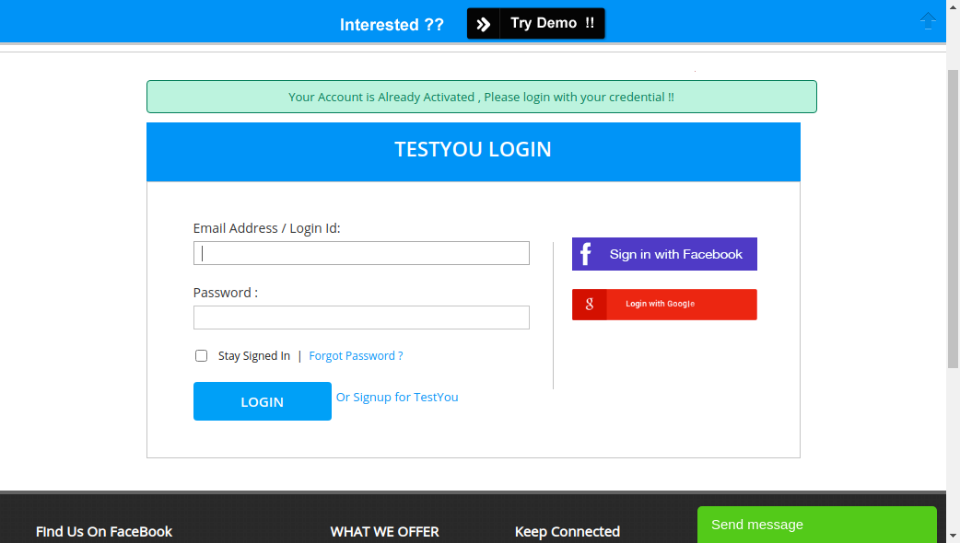 Interested ??
Try Demo !!
Your Account is Already Activated , Please login with your credential !!
TESTYOU LOGIN
Email Address / Login Id:
Sign in with Facebook
Password :
Login with Google
Stay Signed In | Forgot Password ?
LOGIN
Or Signup for TestYou
Find Us On FaceBook
WHAT WE OFFER
Keep Connected
Send message